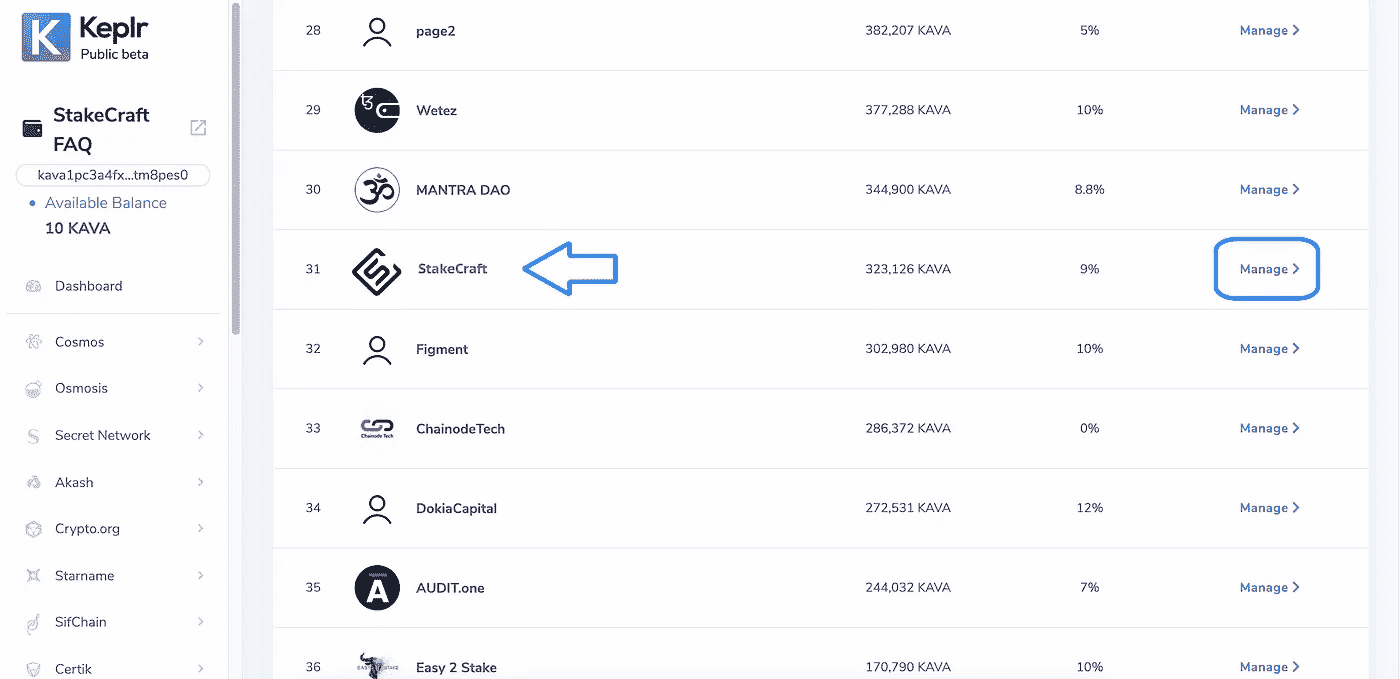 Keplr
Public beta
StakeCraft
FAQ
kava1pc3a4fx...tm8pes0
Available Balance
10 KAVA
Dashboard
Cosmos
Osmosis
Secret Network
Akash
Crypto.org
Starname
SifChain
Certik
28 page2 382,207 KAVA 5% Manage
29 Wetez 377,288 KAVA 10% Manage
30 MANTRA DAO 344,900 KAVA 8.8% Manage
31 StakeCraft 323,126 KAVA 9% Manage
32 Figment 302,980 KAVA 10% Manage
33 Chainode Tech ChainodeTech 286,372 KAVA 0% Manage
34 DokiaCapital 272,531 KAVA 12% Manage
35 A AUDIT.one 244,032 KAVA 7% Manage
36 Easy 2 Stake 170,790 KAVA 10% Manage